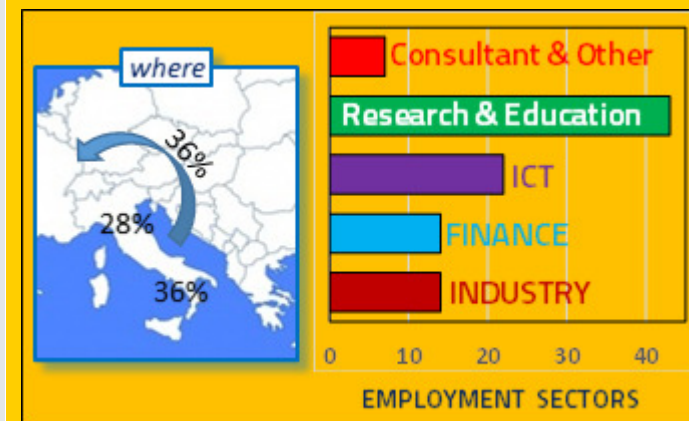 where
36%
28%
36%
Consultant & Other
Research & Education
ICT
FINANCE
INDUSTRY
0 10 20 30 40
EMPLOYMENT SECTORS